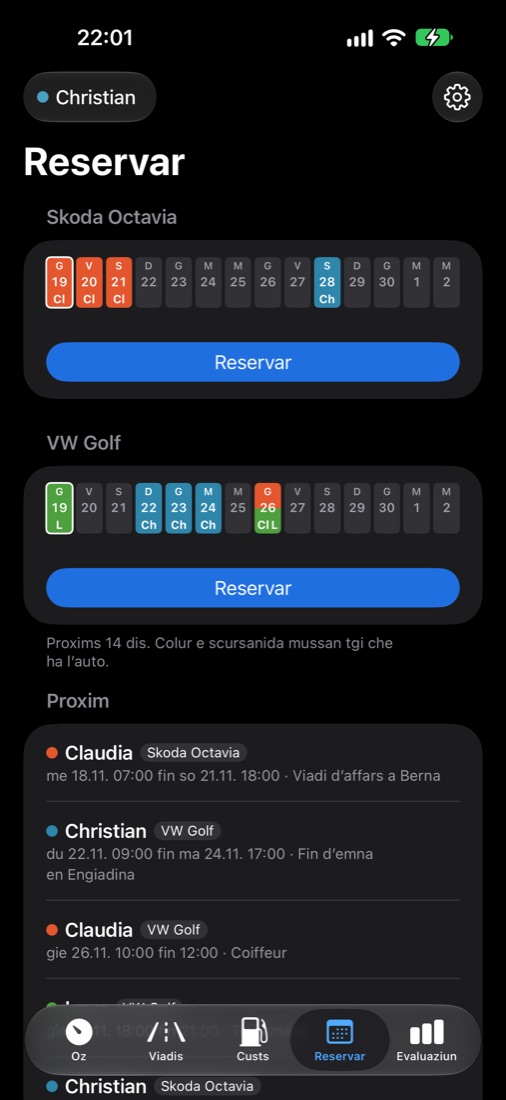 22:01
Christian
Reservar
Skoda Octavia
G V S D G M M G V S D G M M
19 20 21 22 23 24 25 26 27 28 29 30 1 2
Cl Cl Cl Ch
Reservar
VW Golf
G V S D G M M G V S D G M M
19 20 21 22 23 24 25 26 27 28 29 30 1 2
L Ch Ch Ch Cl L
Reservar
Proxims 14 dis. Colur e scursanida mussan tgi che
ha l'auto.
Proxim
Claudia Skoda Octavia
me 18.11. 07:00 fin so 21.11. 18:00 · Viadi d'affars a Berna
Christian VW Golf
du 22.11. 09:00 fin ma 24.11. 17:00 · Fin d'emna
en Engiadina
Claudia VW Golf
gie 26.11. 10:00 fin 12:00 · Coiffeur
VW Golf
Oz Viadis Custs Reservar Evaluaziun
Christian Skoda Octavia